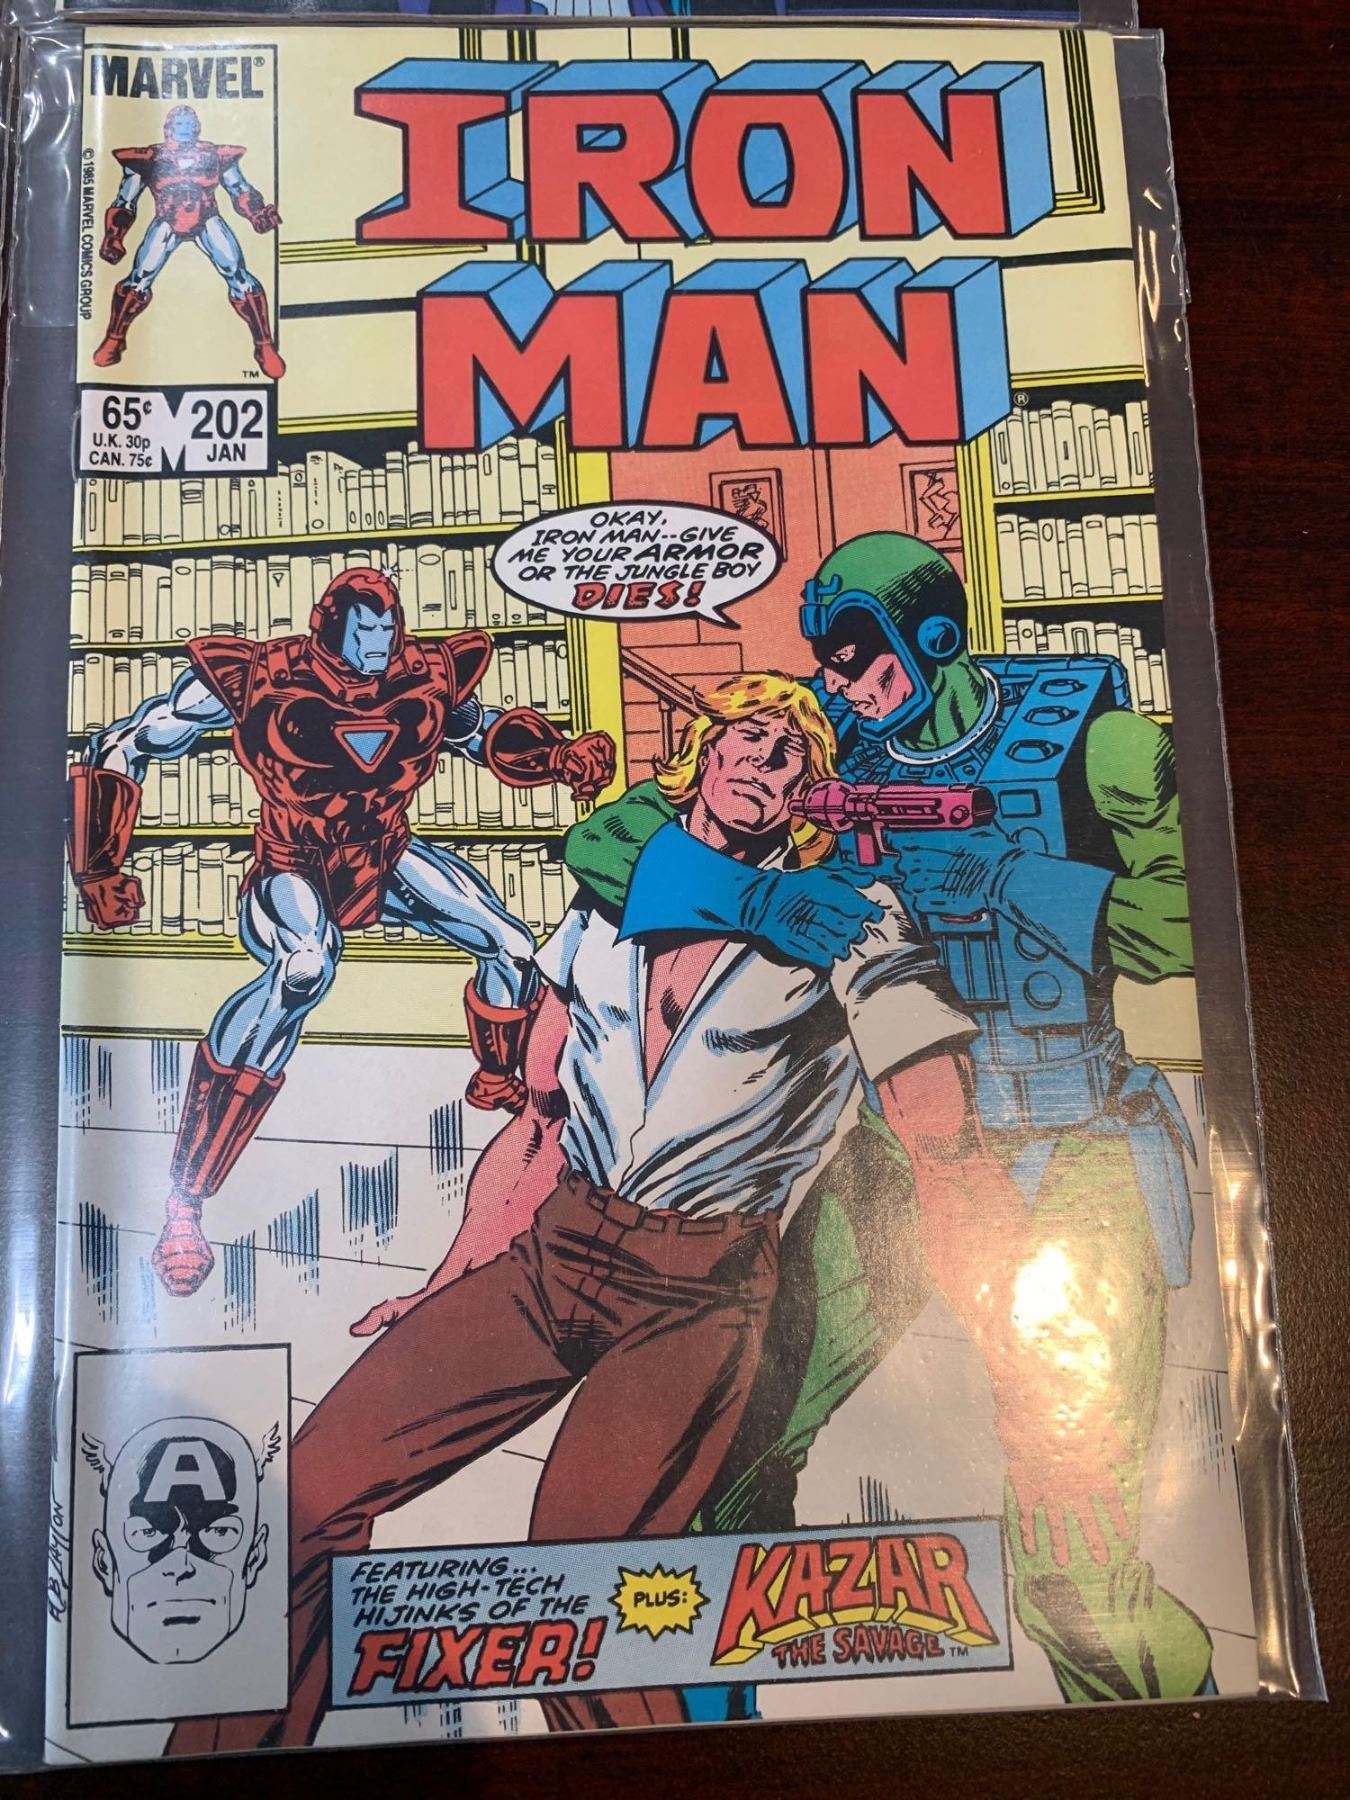 MARVEL®
© 1985 MARVEL COMICS GROUP
TM
65¢
U.K. 30p
CAN. 75¢
M
202
JAN
IRON
MAN
®
OKAY,
IRON MAN--GIVE
ME YOUR ARMOR
OR THE JUNGLE BOY
DIES!
A
FEATURING...
THE HIGH-TECH
HIJINKS OF THE
FIXER!
PLUS:
KAZAR
THE SAVAGE™